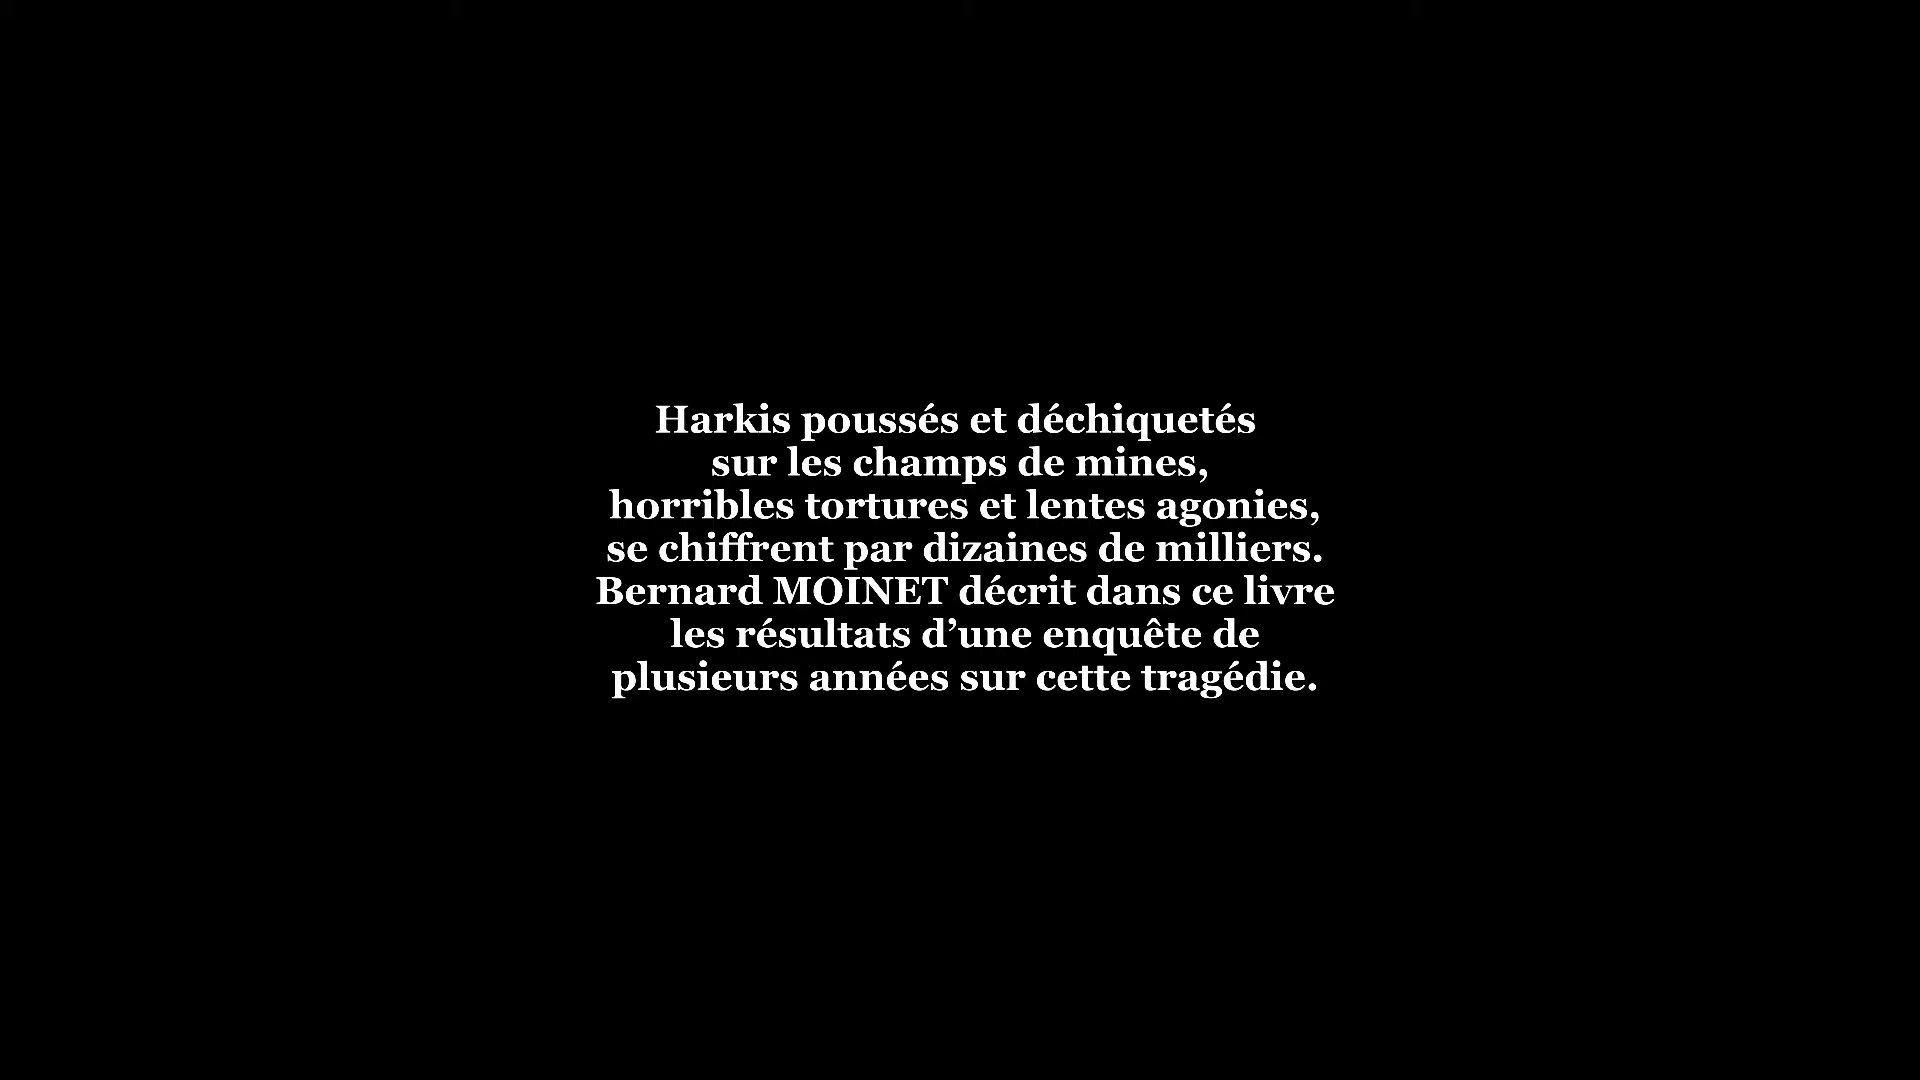 Harkis poussés et déchiquetés
sur les champs de mines,
horribles tortures et lentes agonies,
se chiffrent par dizaines de milliers.
Bernard MOINET décrit dans ce livre
les résultats d’une enquête de
plusieurs années sur cette tragédie.